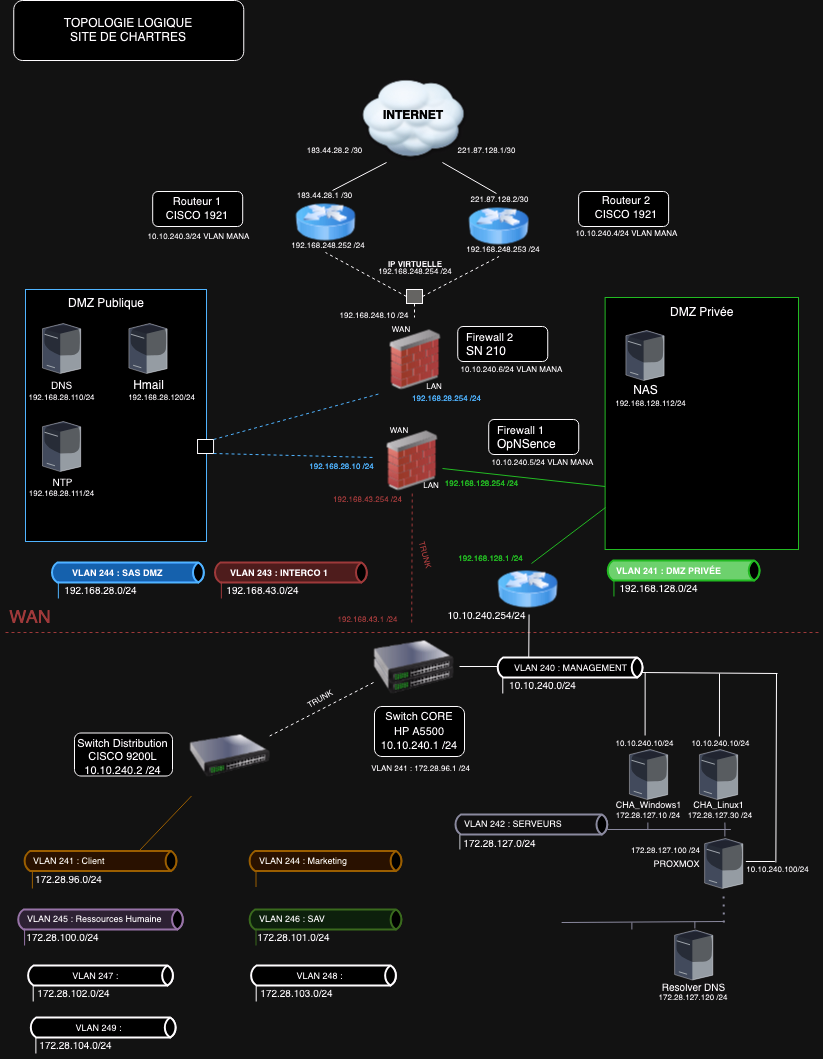 TOPOLOGIE LOGIQUE
SITE DE CHARTRES
INTERNET
183.44.28.2 /30
221.87.128.1/30
Routeur 1
CISCO 1921
10.10.240.3/24 VLAN MANA
183.44.28.1 /30
192.168.248.252 /24
221.87.128.2/30
192.168.248.253 /24
Routeur 2
CISCO 1921
10.10.240.4/24 VLAN MANA
IP VIRTUELLE
192.168.248.254 /24
192.168.248.10 /24
WAN
Firewall 2
SN 210
10.10.240.6/24 VLAN MANA
LAN
192.168.28.254 /24
DMZ Publique
DNS
192.168.28.110/24
Hmail
192.168.28.120/24
NTP
192.168.28.111/24
DMZ Privée
NAS
192.168.128.112/24
WAN
Firewall 1
OpNSence
10.10.240.5/24 VLAN MANA
192.168.28.10 /24
LAN
192.168.128.254 /24
192.168.43.254 /24
TRUNK
192.168.128.1 /24
10.10.240.254/24
VLAN 244 : SAS DMZ
192.168.28.0/24
VLAN 243 : INTERCO 1
192.168.43.0/24
VLAN 241 : DMZ PRIVÉE
192.168.128.0/24
WAN
192.168.43.1 /24
VLAN 240 : MANAGEMENT
10.10.240.0/24
TRUNK
Switch CORE
HP A5500
10.10.240.1 /24
VLAN 241 : 172.28.96.1 /24
Switch Distribution
CISCO 9200L
10.10.240.2 /24
10.10.240.10/24
10.10.240.10/24
CHA_Windows1
172.28.127.10 /24
CHA_Linux1
172.28.127.30 /24
VLAN 242 : SERVEURS
172.28.127.0/24
172.28.127.100 /24
PROXMOX
10.10.240.100/24
Resolver DNS
172.28.127.120 /24
VLAN 241 : Client
172.28.96.0/24
VLAN 244 : Marketing
VLAN 245 : Ressources Humaine
172.28.100.0/24
VLAN 246 : SAV
172.28.101.0/24
VLAN 247 :
172.28.102.0/24
VLAN 248 :
172.28.103.0/24
VLAN 249 :
172.28.104.0/24